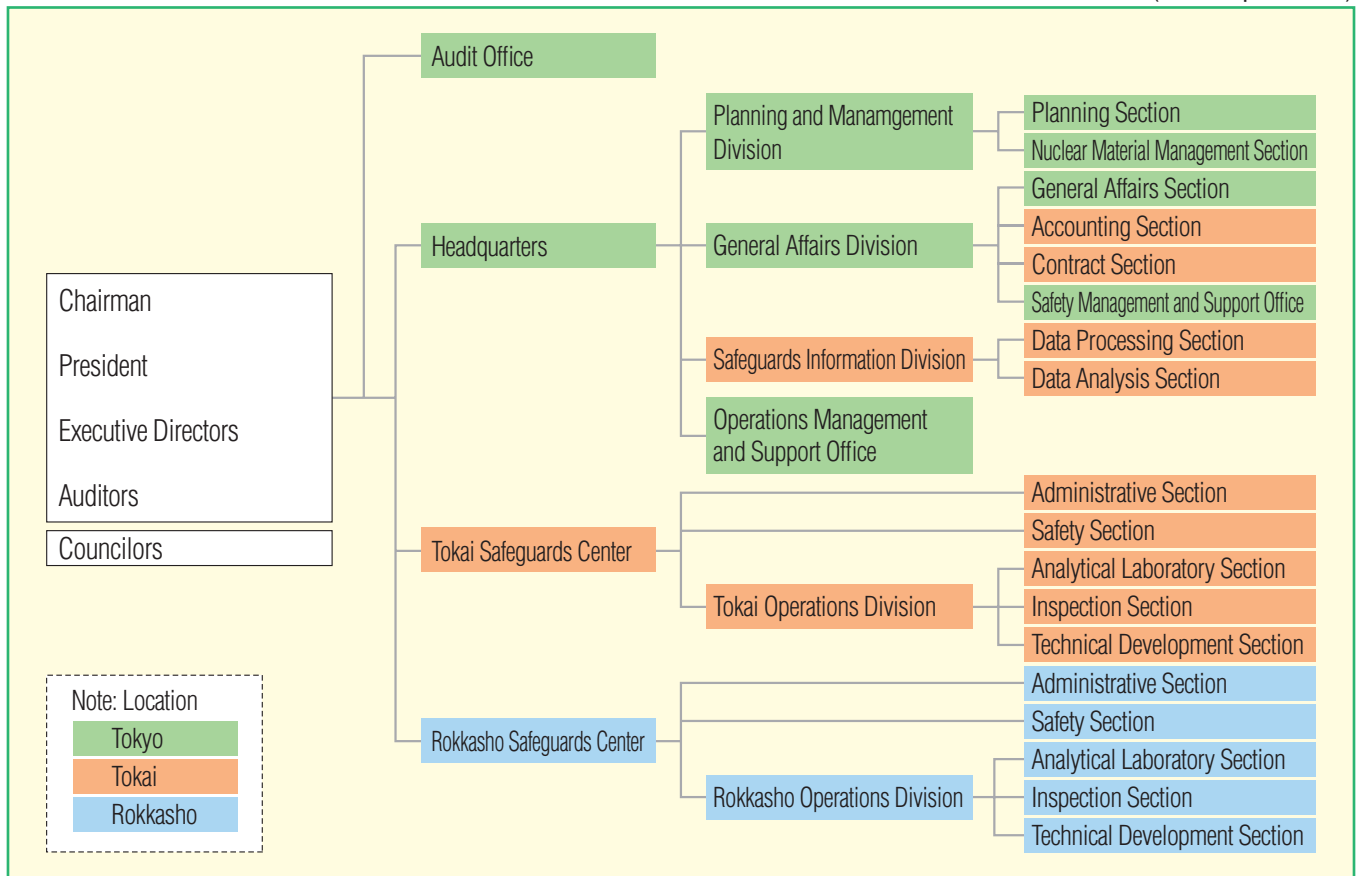 Audit Office
Planning and Manamgement
Division
Planning Section
Nuclear Material Management Section
Headquarters
General Affairs Division
General Affairs Section
Accounting Section
Contract Section
Safety Management and Support Office
Safeguards Information Division
Data Processing Section
Data Analysis Section
Operations Management
and Support Office
Chairman
President
Executive Directors
Auditors
Councilors
Tokai Safeguards Center
Administrative Section
Safety Section
Tokai Operations Division
Analytical Laboratory Section
Inspection Section
Technical Development Section
Rokkasho Safeguards Center
Administrative Section
Safety Section
Rokkasho Operations Division
Analytical Laboratory Section
Inspection Section
Technical Development Section
Note: Location
Tokyo
Tokai
Rokkasho